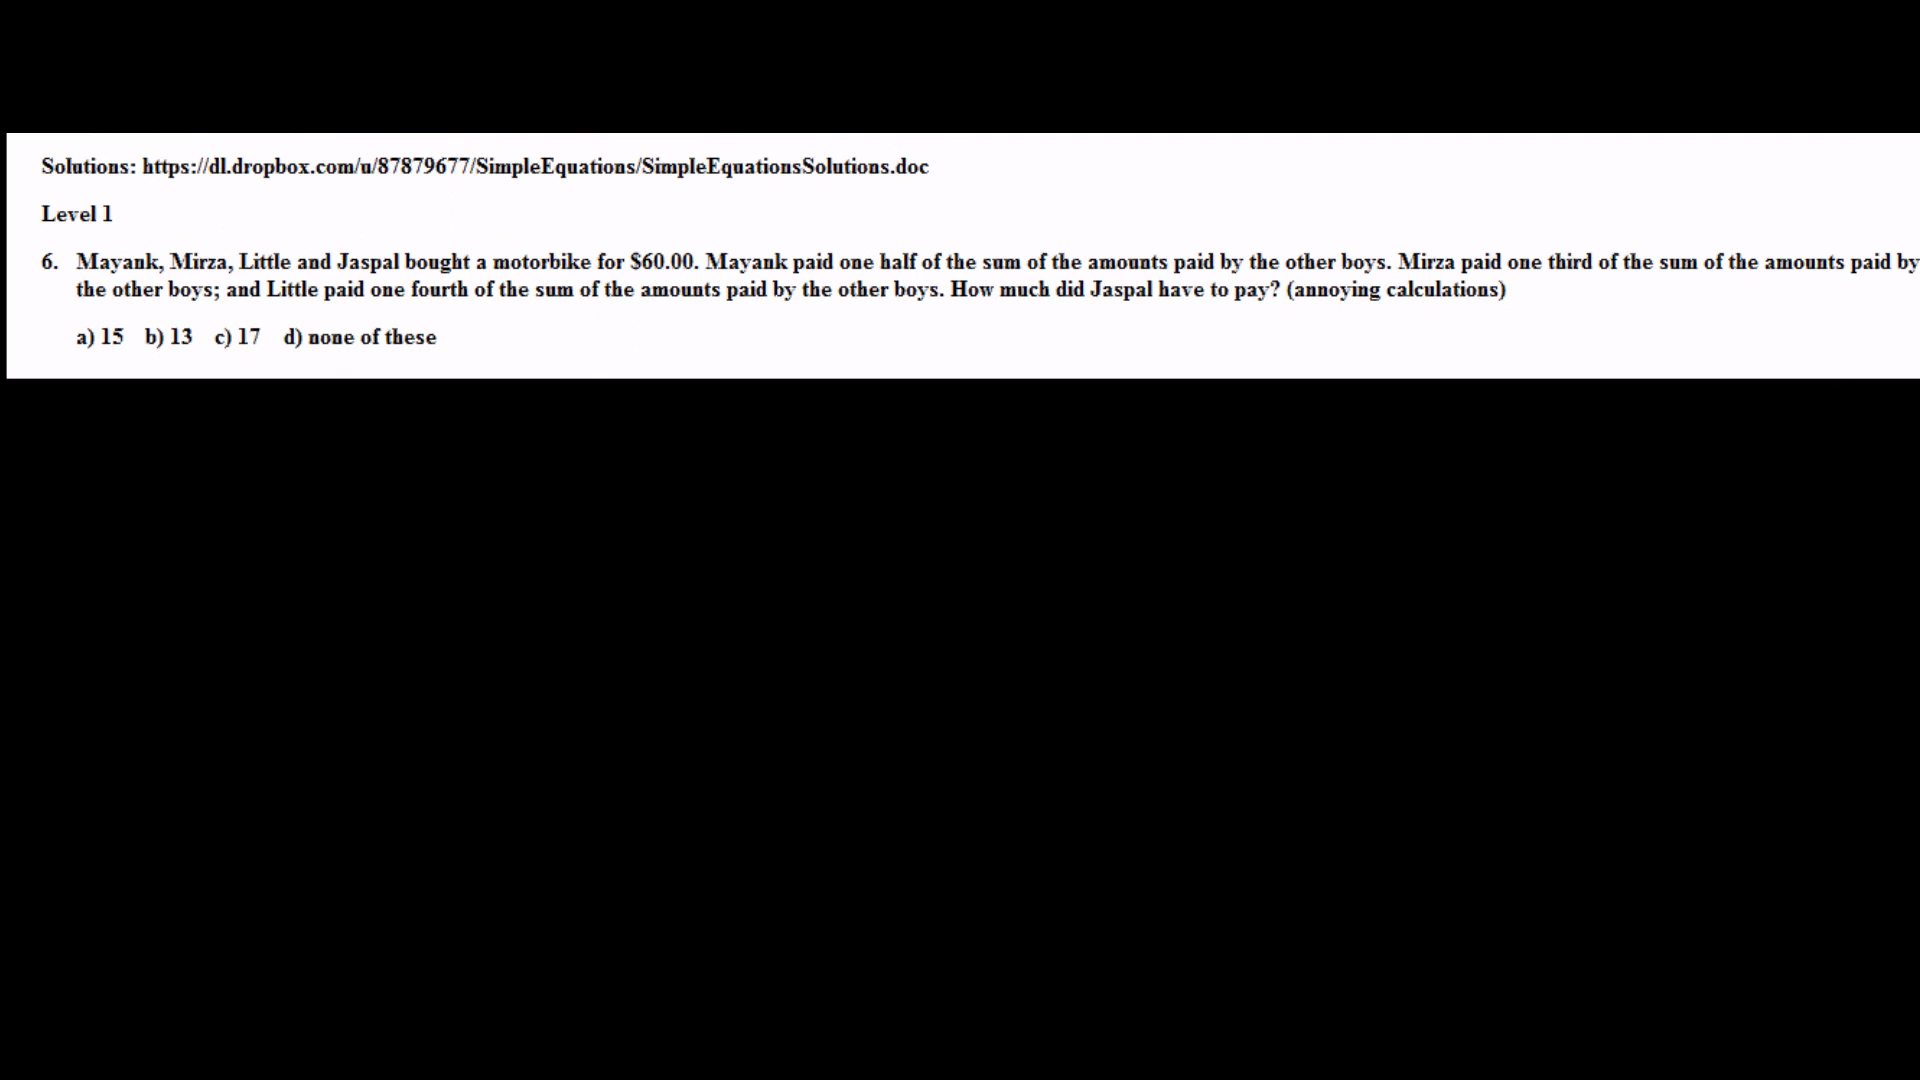 Solutions: https://dl.dropbox.com/u/87879677/SimpleEquations/SimpleEquationsSolutions.doc
Level 1
6. Mayank, Mirza, Little and Jaspal bought a motorbike for $60.00. Mayank paid one half of the sum of the amounts paid by the other boys. Mirza paid one third of the sum of the amounts paid by
the other boys; and Little paid one fourth of the sum of the amounts paid by the other boys. How much did Jaspal have to pay? (annoying calculations)
a) 15 b) 13 c) 17 d) none of these